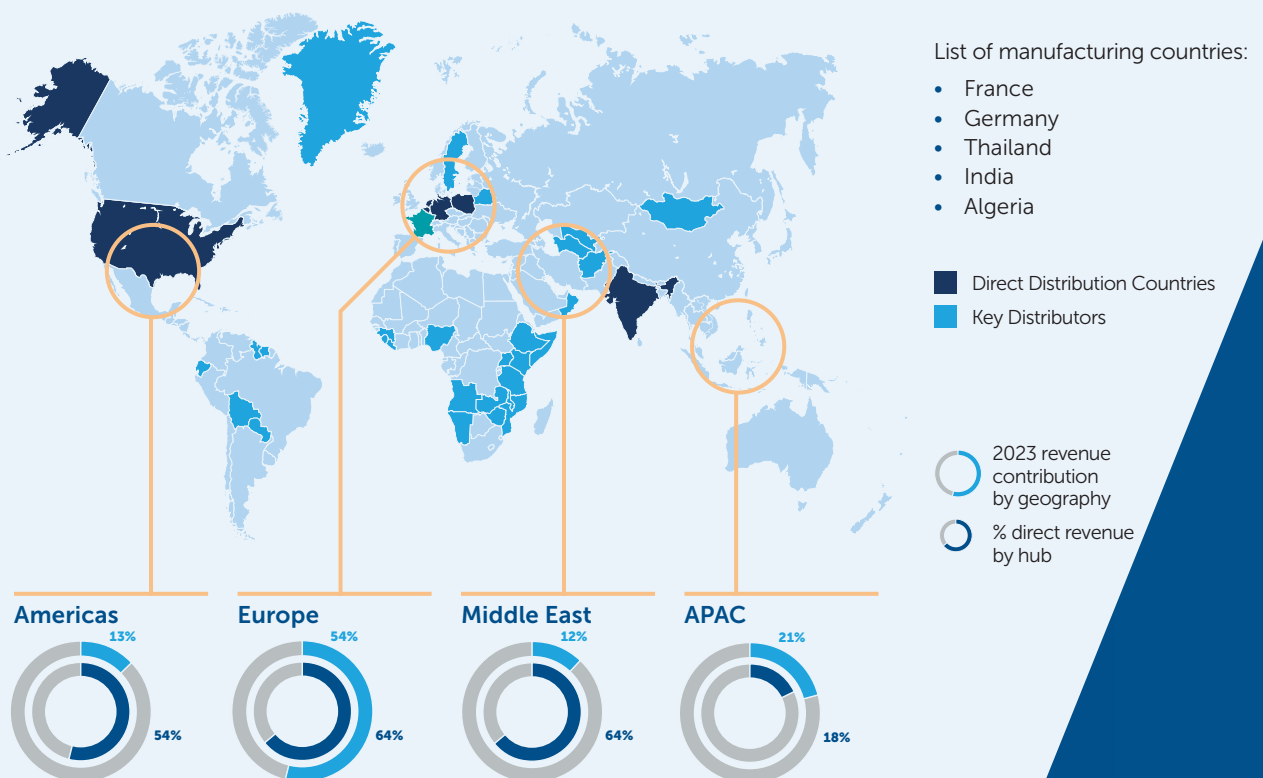 List of manufacturing countries:
• France
• Germany
• Thailand
• India
• Algeria
Direct Distribution Countries
Key Distributors
2023 revenue
contribution
by geography
% direct revenue
by hub
Americas
13%
54%
Europe
54%
64%
Middle East
12%
64%
APAC
21%
18%